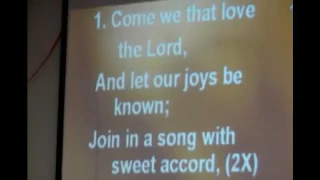 1. Come we that love
the Lord,
And let our joys be
known;
Join in a song with
sweet accord, (2X)